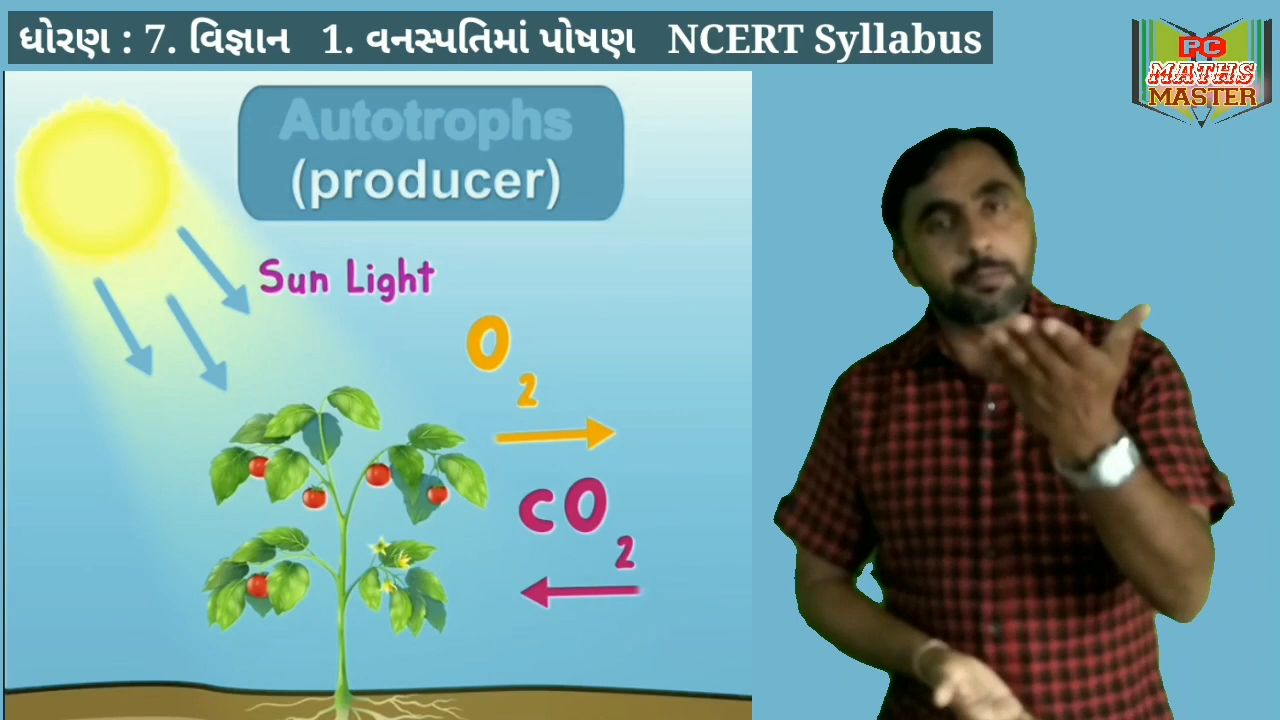 ધોરણ : 7. વિજ્ઞાન 1. વનસ્પતિમાં પોષણ NCERT Syllabus
PC
MATHS
MASTER
Autotrophs
(producer)
Sun Light
O2
CO2